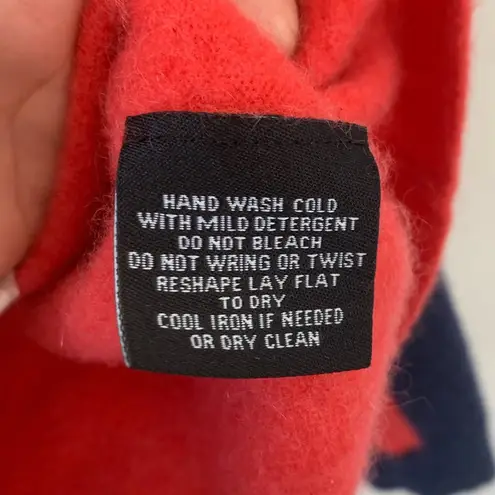 HAND WASH COLD
WITH MILD DETERGENT
DO NOT BLEACH
DO NOT WRING OR TWIST
RESHAPE LAY FLAT
TO DRY
COOL IRON IF NEEDED
OR DRY CLEAN